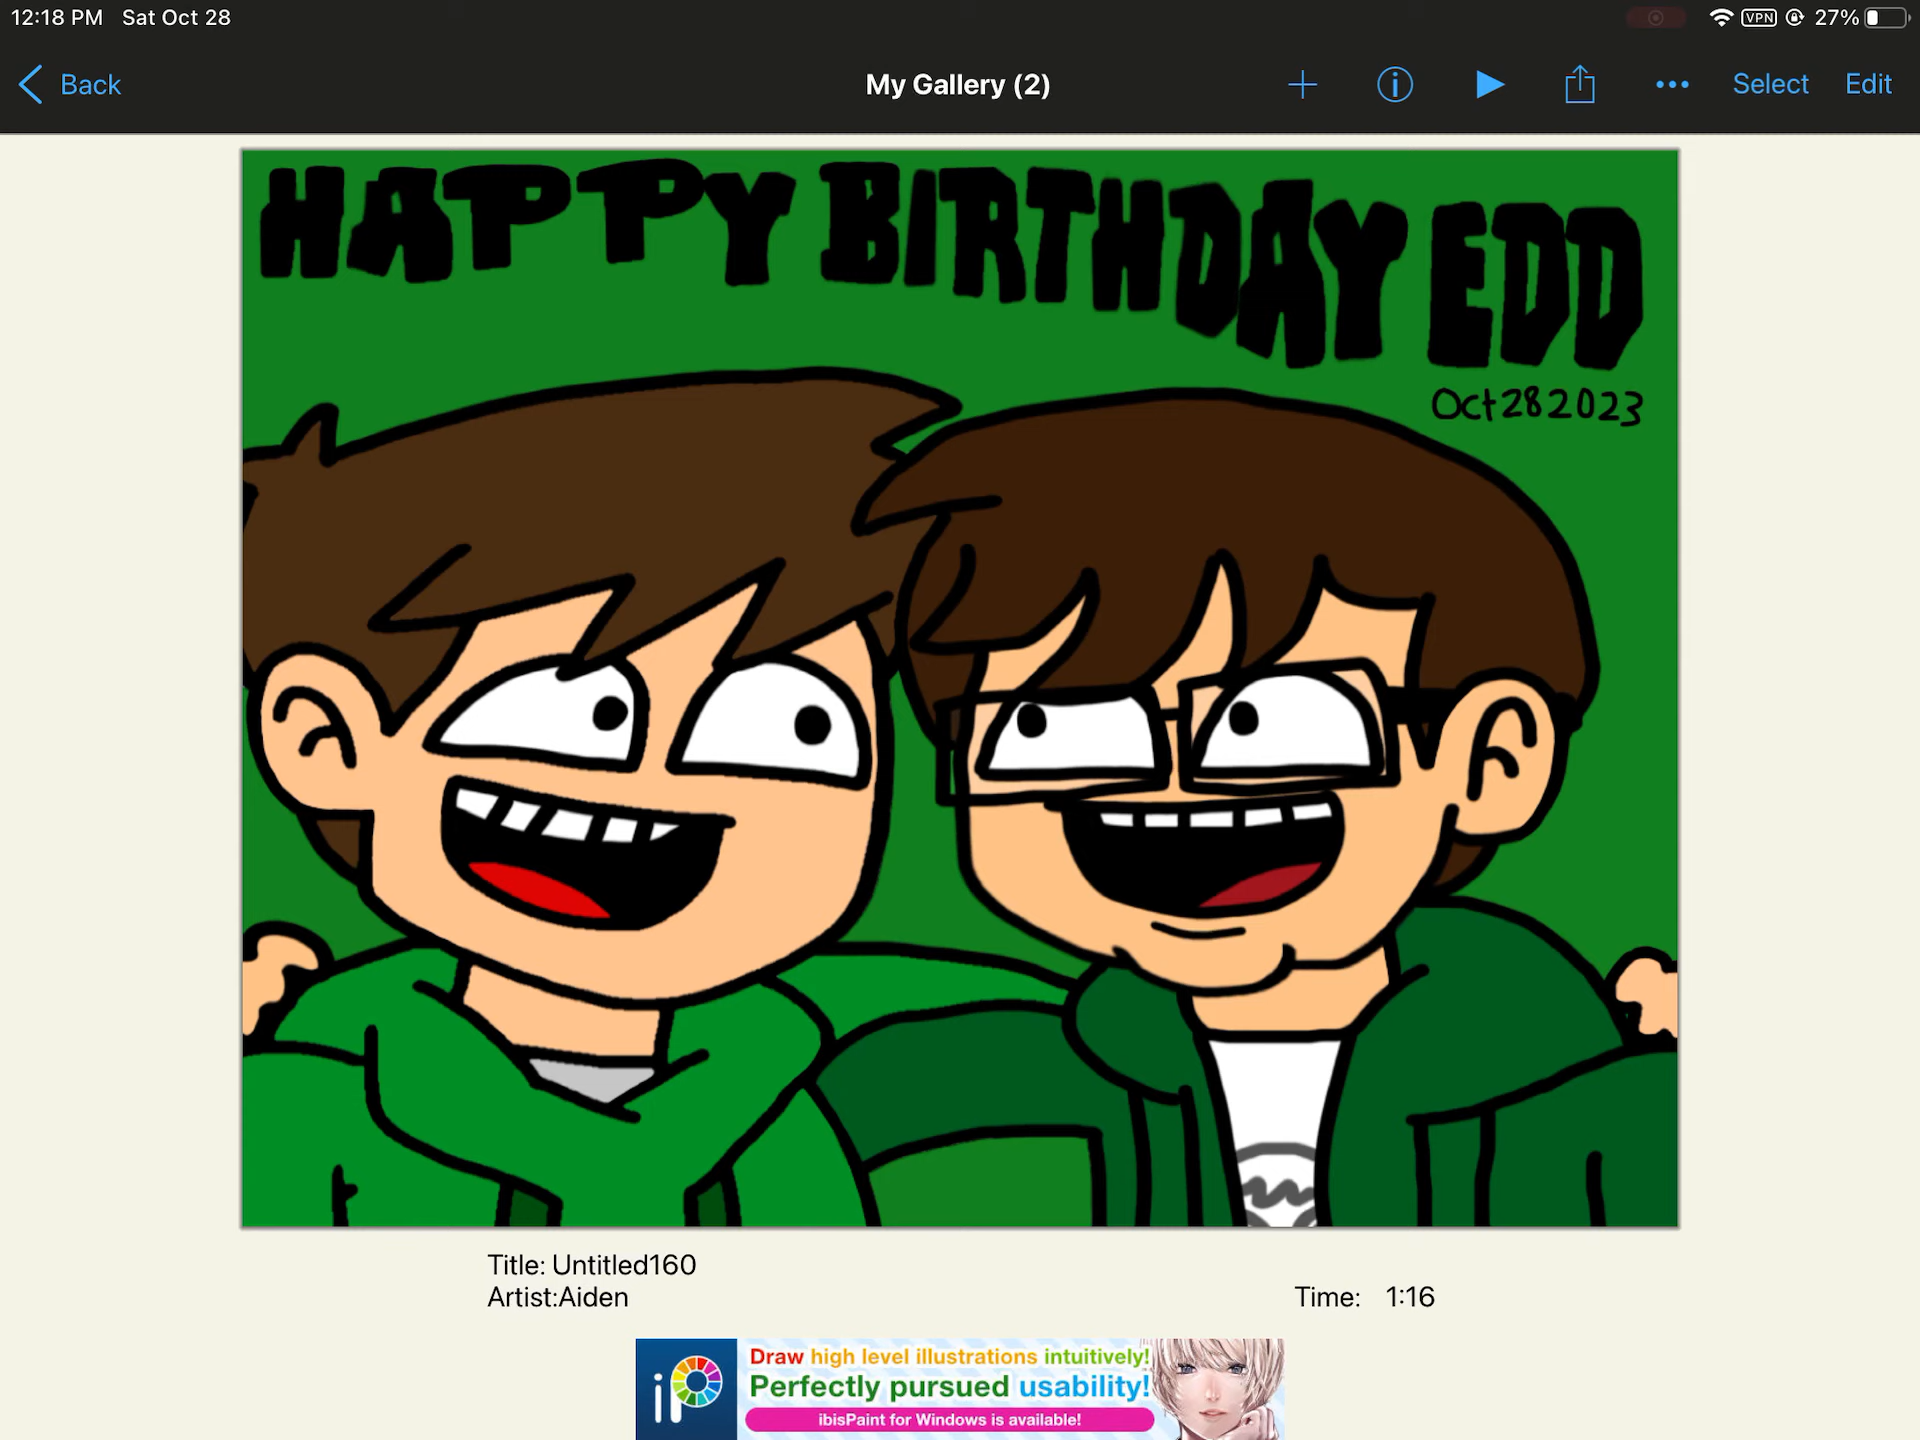 12:18 PM Sat Oct 28
VPN 27%
Back
My Gallery (2)
Select
Edit
HAPPY BIRTHDAY EDD
Oct 28 2023
Title: Untitled160
Artist:Aiden
Time: 1:16
iP
Draw high level illustrations intuitively!
Perfectly pursued usability!
ibisPaint for Windows is available!